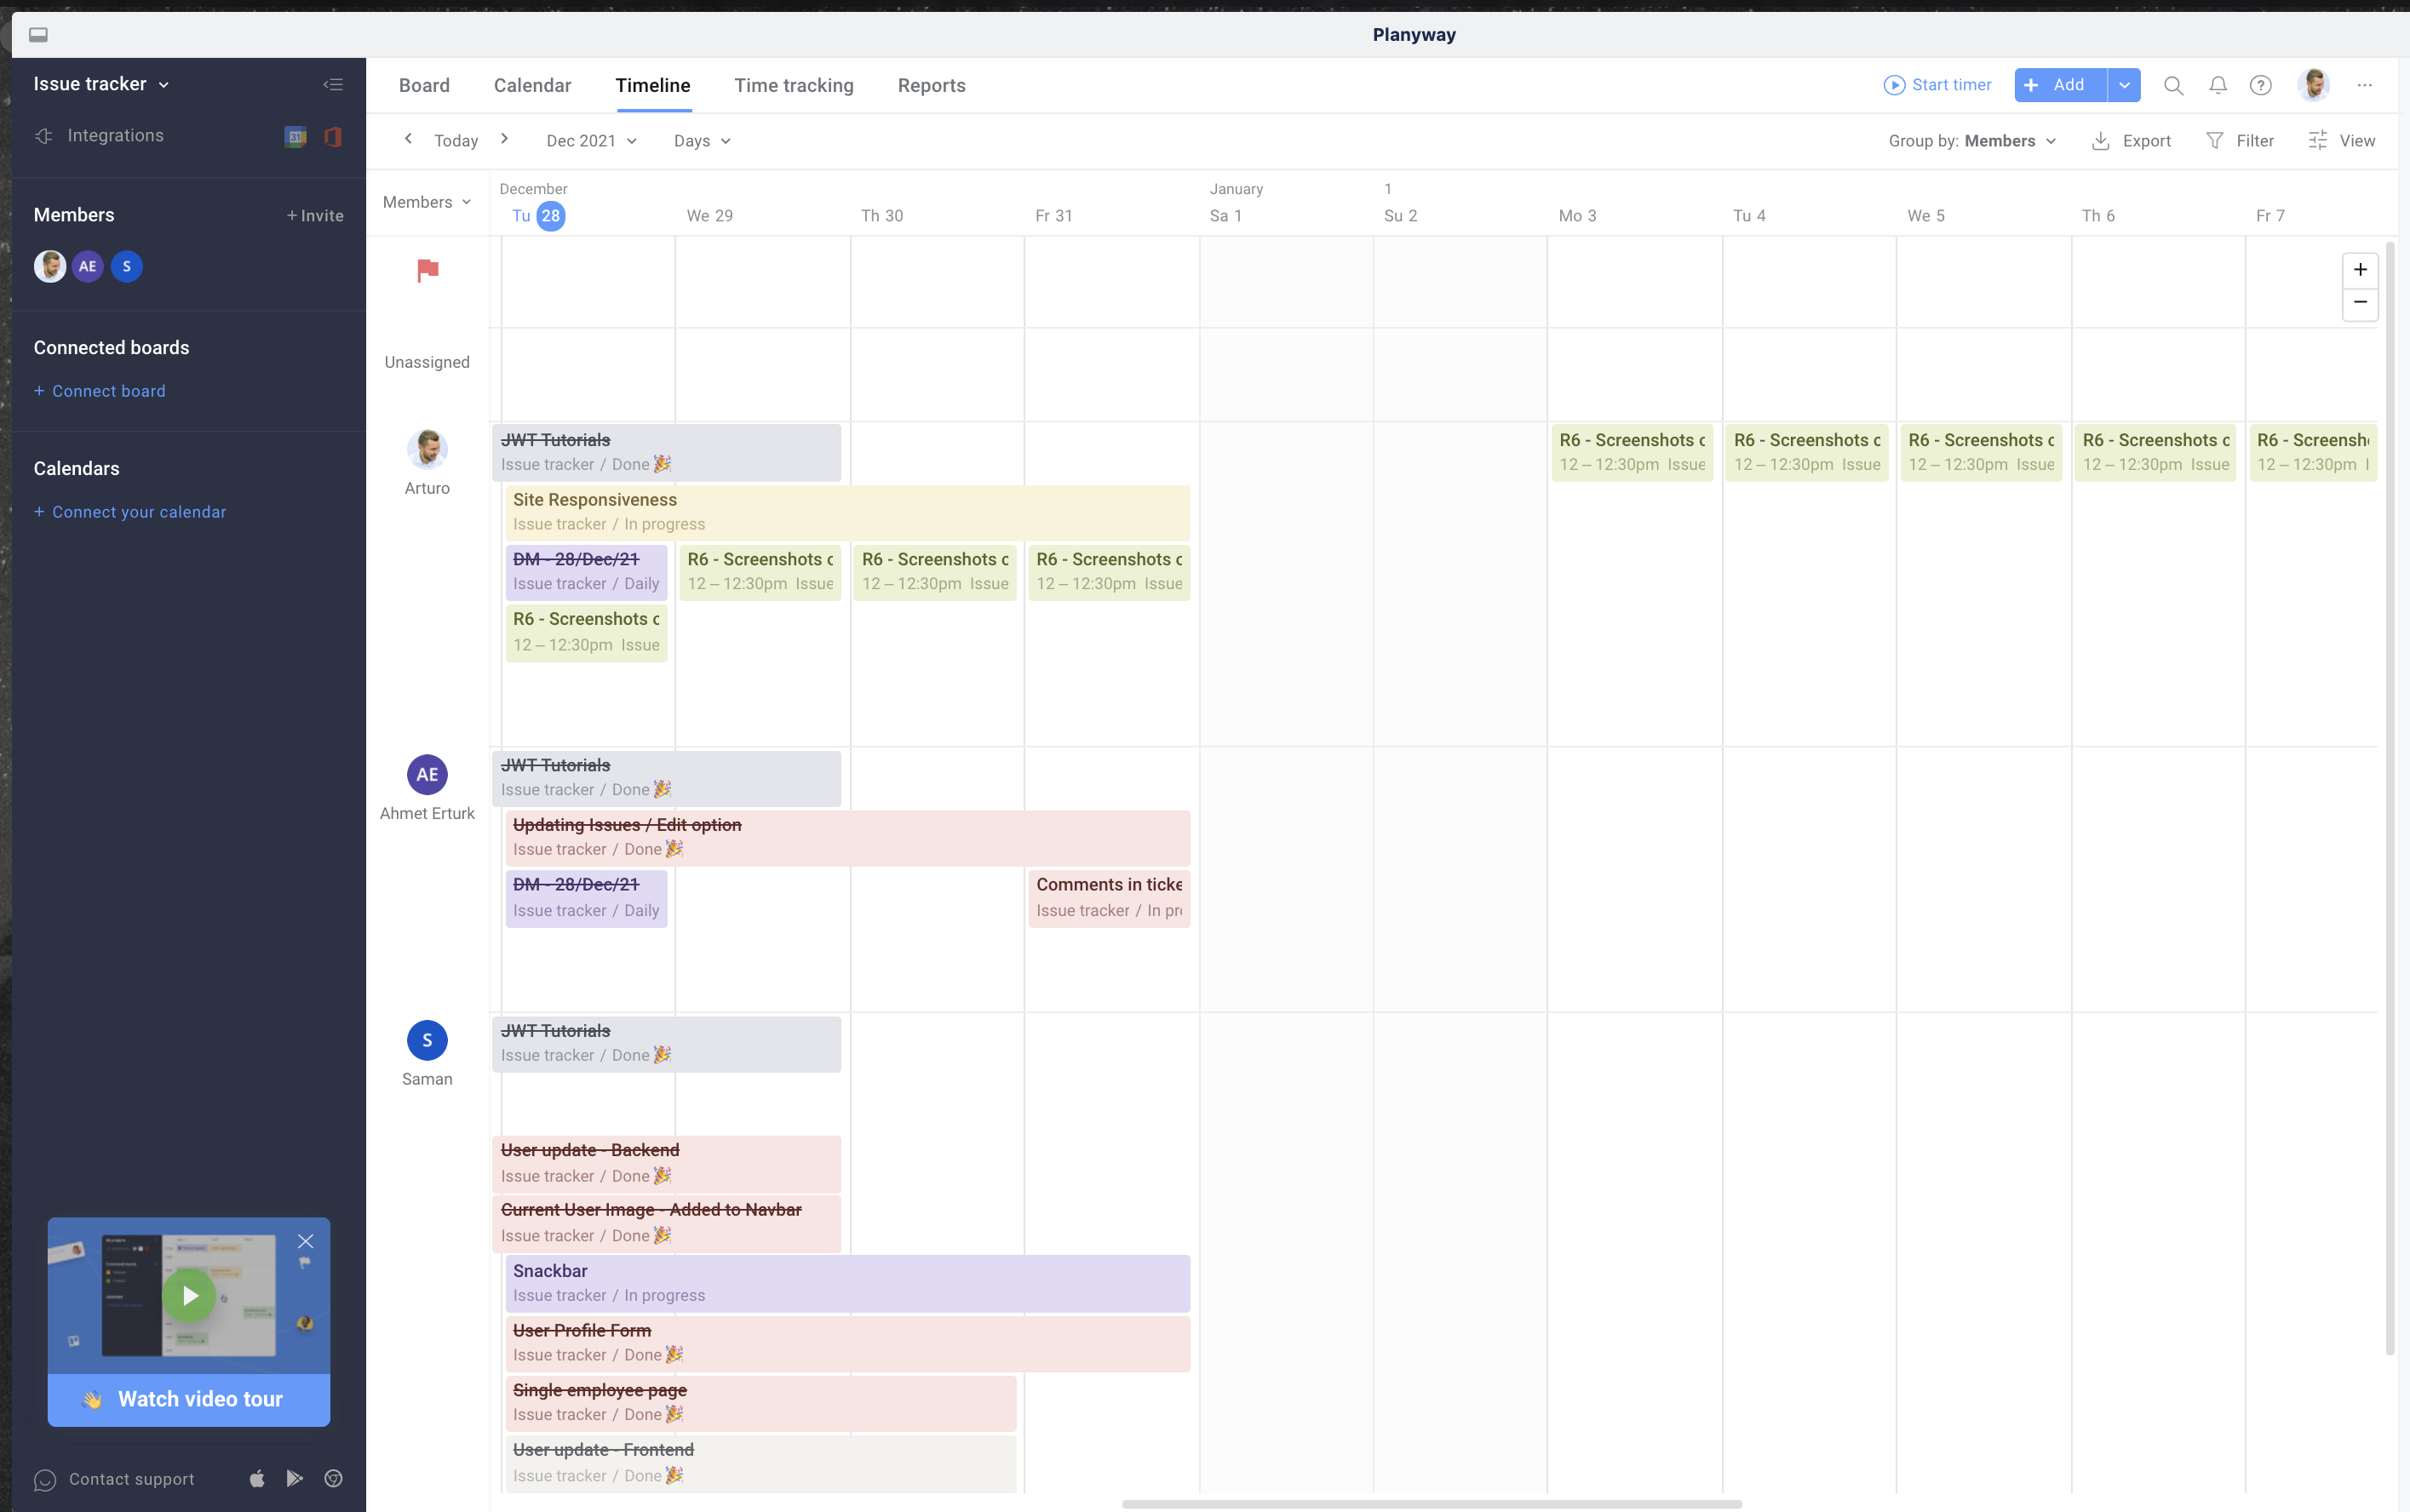 Planyway
Issue tracker
Integrations
31
Members
+ Invite
AE S
Connected boards
+ Connect board
Calendars
+ Connect your calendar
Watch video tour
Contact support
Board Calendar Timeline Time tracking Reports
Start timer
+ Add
?
Today Dec 2021 Days
Group by: Members Export Filter View
Members
December January 1
Tu 28 We 29 Th 30 Fr 31 Sa 1 Su 2 Mo 3 Tu 4 We 5 Th 6 Fr 7
+
−
Unassigned
Arturo
JWT Tutorials
Issue tracker / Done 🎉
R6 - Screenshots c
12 – 12:30pm Issue
R6 - Screenshots c
12 – 12:30pm Issue
R6 - Screenshots c
12 – 12:30pm Issue
R6 - Screenshots c
12 – 12:30pm Issue
R6 - Screensh
12 – 12:30pm I
Site Responsiveness
Issue tracker / In progress
DM - 28/Dec/21
Issue tracker / Daily
R6 - Screenshots c
12 – 12:30pm Issue
R6 - Screenshots c
12 – 12:30pm Issue
R6 - Screenshots c
12 – 12:30pm Issue
R6 - Screenshots c
12 – 12:30pm Issue
AE
Ahmet Erturk
JWT Tutorials
Issue tracker / Done 🎉
Updating Issues / Edit option
Issue tracker / Done 🎉
DM - 28/Dec/21
Issue tracker / Daily
Comments in ticke
Issue tracker / In pr
S
Saman
JWT Tutorials
Issue tracker / Done 🎉
User update - Backend
Issue tracker / Done 🎉
Current User Image - Added to Navbar
Issue tracker / Done 🎉
Snackbar
Issue tracker / In progress
User Profile Form
Issue tracker / Done 🎉
Single employee page
Issue tracker / Done 🎉
User update - Frontend
Issue tracker / Done 🎉